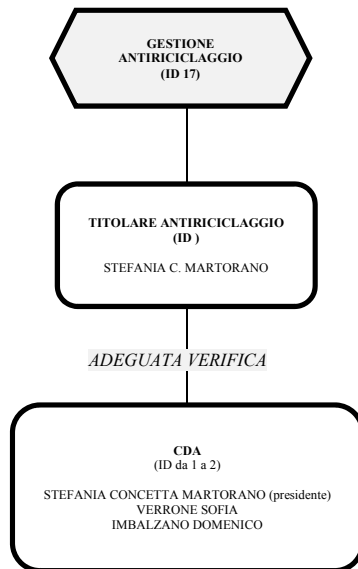 GESTIONE
ANTIRICICLAGGIO
(ID 17)
TITOLARE ANTIRICICLAGGIO
(ID )
STEFANIA C. MARTORANO
ADEGUATA VERIFICA
CDA
(ID da 1 a 2)
STEFANIA CONCETTA MARTORANO (presidente)
VERRONE SOFIA
IMBALZANO DOMENICO